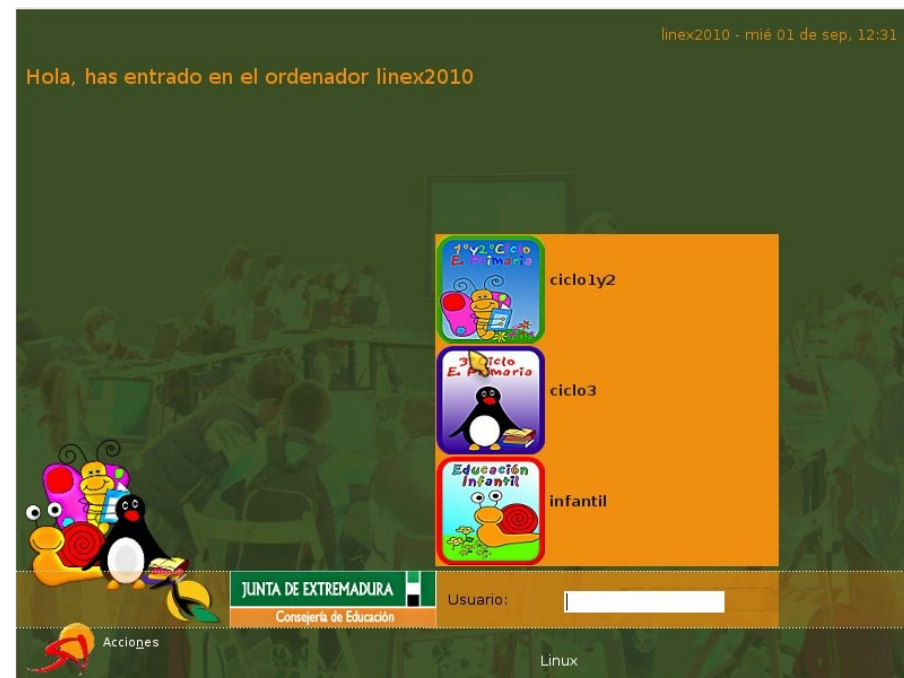 linex2010 - mié 01 de sep, 12:31
Hola, has entrado en el ordenador linex2010
1º y 2º Ciclo
E. Primaria
ciclo1y2
3º Ciclo
E. Primaria
ciclo3
Educación
Infantil
infantil
JUNTA DE EXTREMADURA
Consejería de Educación
Usuario:
Acciones
Linux